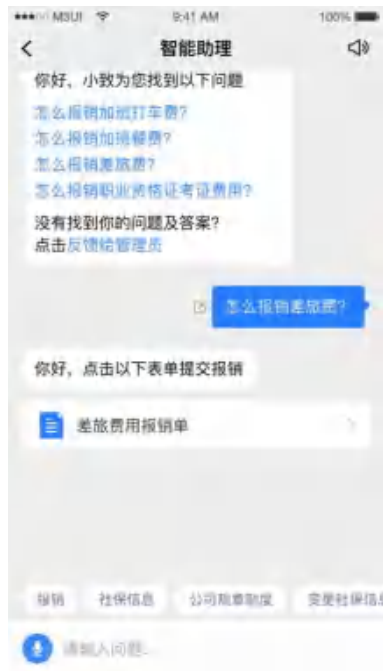 M3UI 9:41 AM 100%
智能助理
你好，小致为您找到以下问题
怎么报销加班打车费？
怎么报销加班餐费？
怎么报销差旅费？
怎么报销职业资格证考证费用？
没有找到你的问题及答案？
点击反馈给管理员
怎么报销差旅费？
你好，点击以下表单提交报销
差旅费用报销单
报销 社保信息 公司规章制度 变更社保信息
请输入问题...